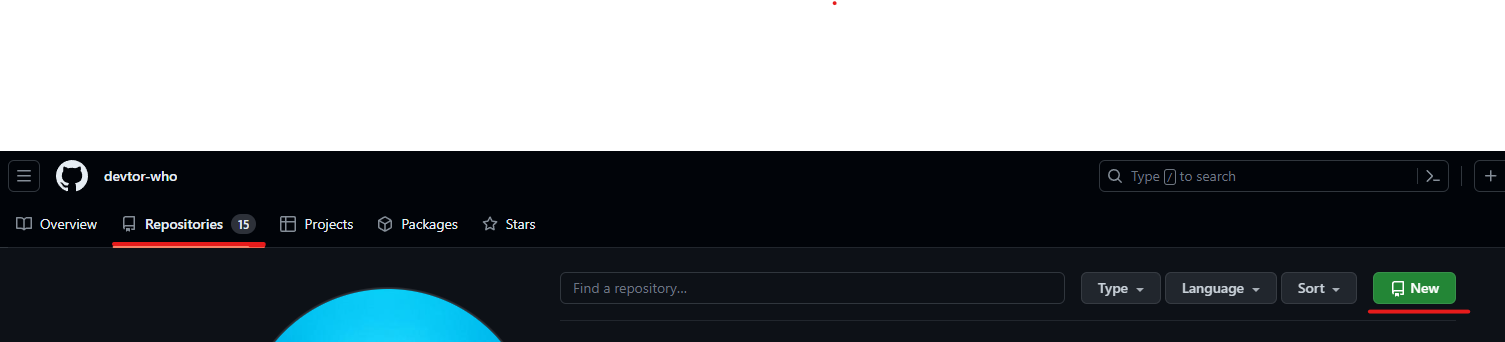 devtor-who
Type / to search
Overview Repositories 15 Projects Packages Stars
Find a repository... Type Language Sort New